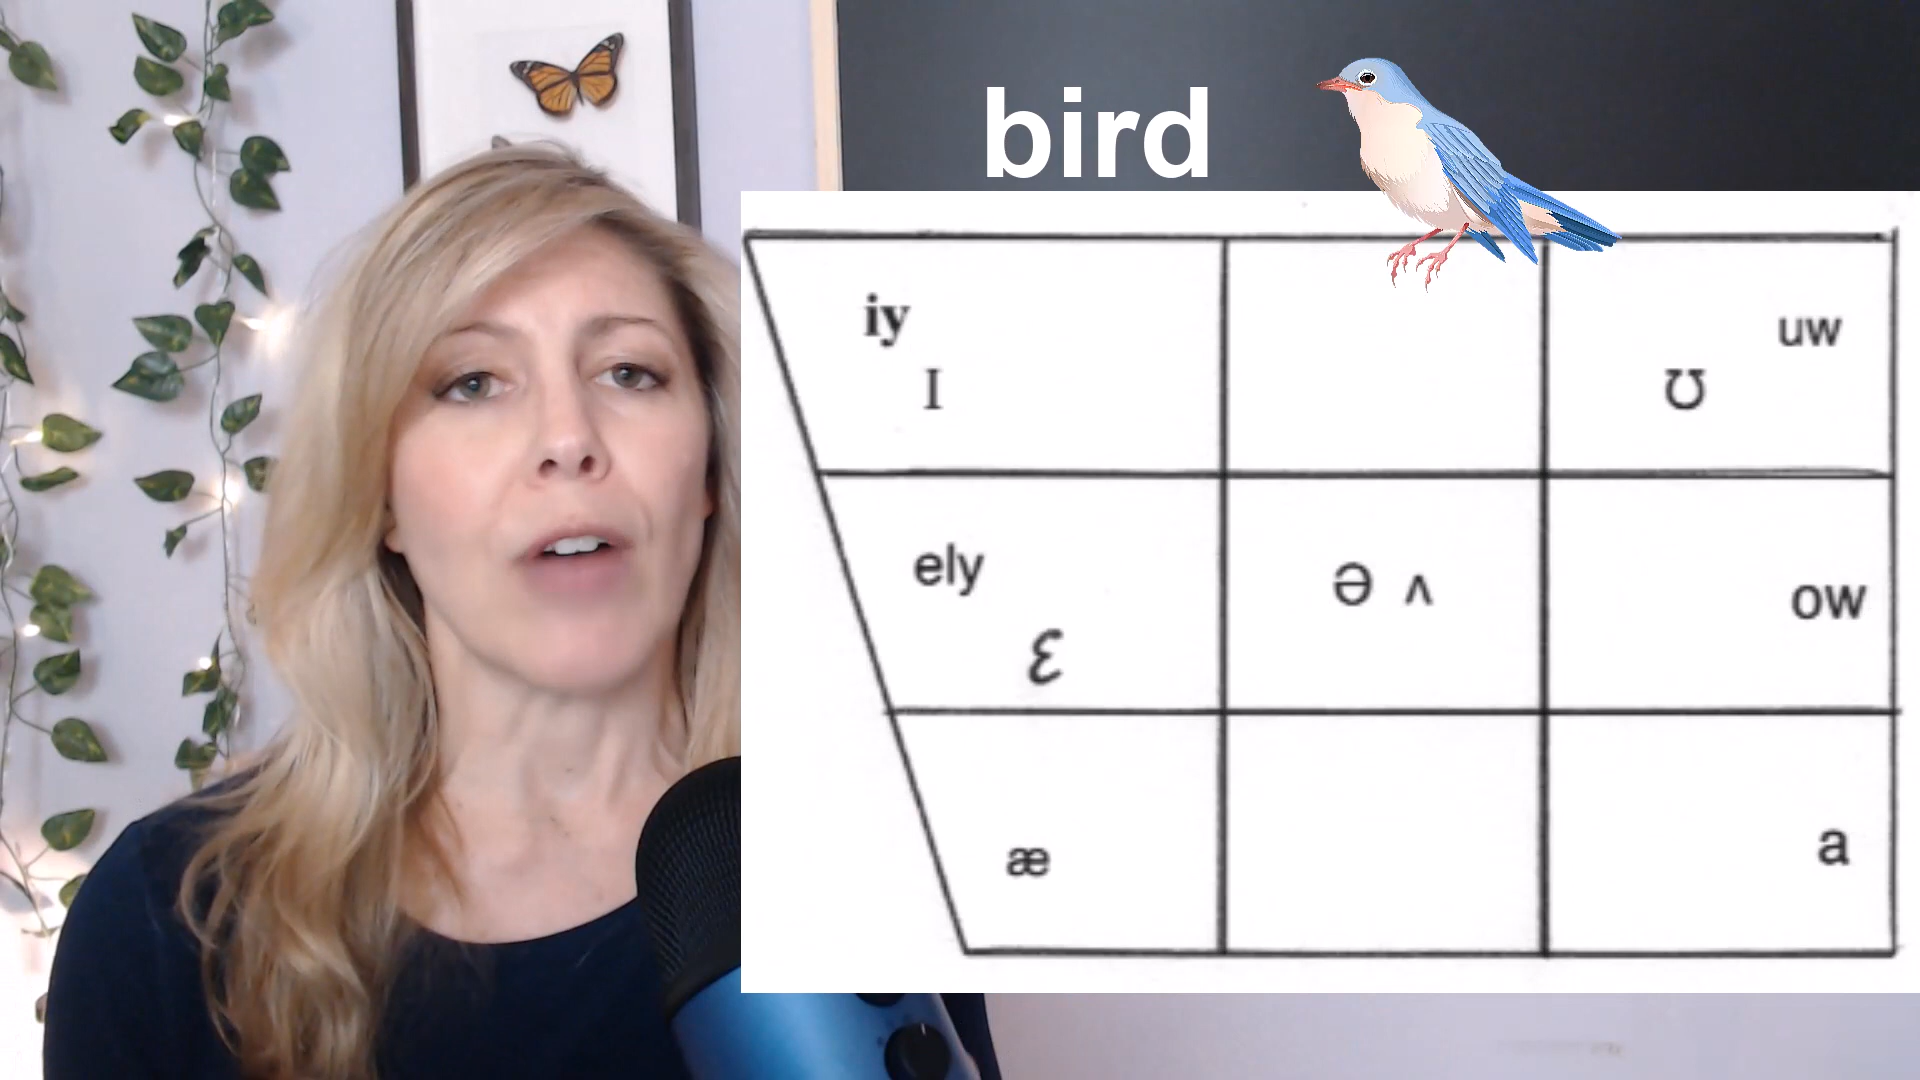 bird
iy uw
I ʊ
ely ə ʌ ow
ɛ
æ a